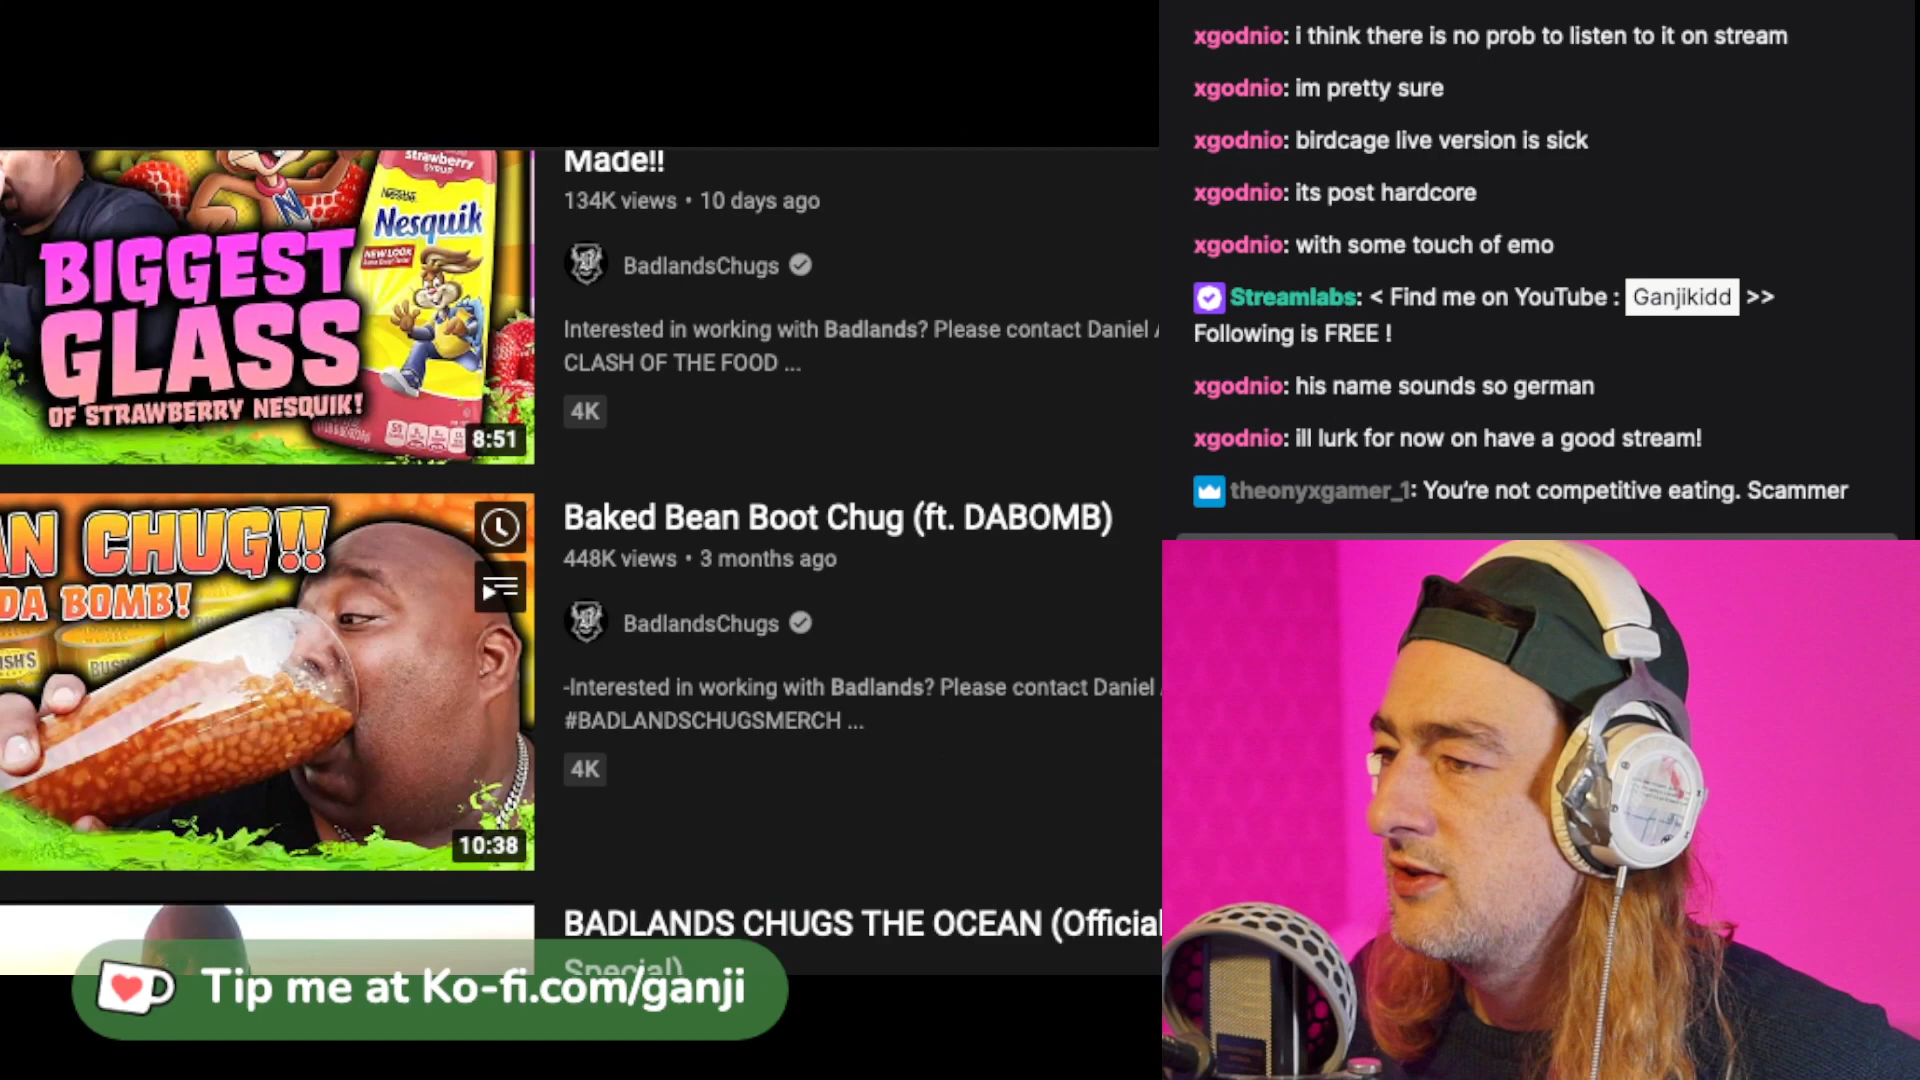 strawberry
SYRUP
Nestlé
Nesquik
NEW LOOK
BIGGEST
GLASS
OF STRAWBERRY NESQUIK!
8:51
Made!!
134K views • 10 days ago
BadlandsChugs
Interested in working with Badlands? Please contact Daniel
CLASH OF THE FOOD ...
4K
AN CHUG!!
DA BOMB!
BUSH
10:38
Baked Bean Boot Chug (ft. DABOMB)
448K views • 3 months ago
BadlandsChugs
-Interested in working with Badlands? Please contact Daniel
#BADLANDSCHUGSMERCH ...
4K
BADLANDS CHUGS THE OCEAN (Official
Special)
Tip me at Ko-fi.com/ganji
xgodnio: i think there is no prob to listen to it on stream
xgodnio: im pretty sure
xgodnio: birdcage live version is sick
xgodnio: its post hardcore
xgodnio: with some touch of emo
Streamlabs: < Find me on YouTube : Ganjikidd >>
Following is FREE !
xgodnio: his name sounds so german
xgodnio: ill lurk for now on have a good stream!
theonyxgamer_1: You're not competitive eating. Scammer